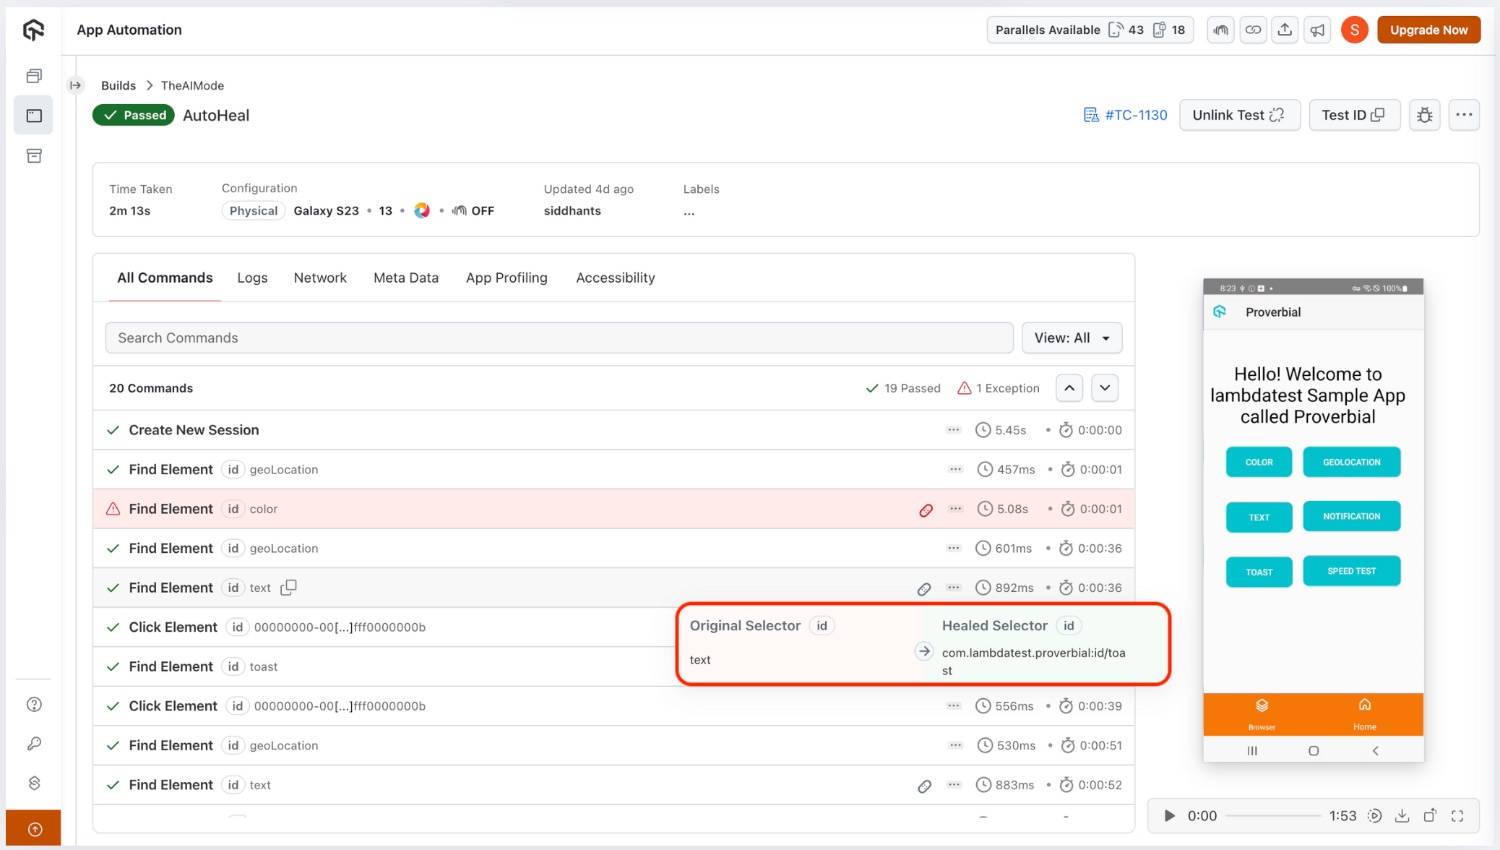 App Automation
Parallels Available 43 18
S
Upgrade Now
Builds > TheAIMode
Passed AutoHeal
#TC-1130
Unlink Test
Test ID
...
Time Taken
2m 13s
Configuration
Physical Galaxy S23 • 13 • • OFF
Updated 4d ago
siddhants
Labels
...
All Commands Logs Network Meta Data App Profiling Accessibility
Search Commands
View: All
20 Commands
19 Passed 1 Exception
Create New Session ... 5.45s • 0:00:00
Find Element id geoLocation ... 457ms • 0:00:01
Find Element id color ... 5.08s • 0:00:01
Find Element id geoLocation ... 601ms • 0:00:36
Find Element id text ... 892ms • 0:00:36
Click Element id 00000000-00[...]fff0000000b
Original Selector id
text
Healed Selector id
com.lambdatest.proverbial:id/toa
st
Find Element id toast
Click Element id 00000000-00[...]fff0000000b ... 556ms • 0:00:39
Find Element id geoLocation ... 530ms • 0:00:51
Find Element id text ... 883ms • 0:00:52
8:23 100%
Proverbial
Hello! Welcome to
lambdatest Sample App
called Proverbial
COLOR GEOLOCATION
TEXT NOTIFICATION
TOAST SPEED TEST
Browser Home
0:00 1:53